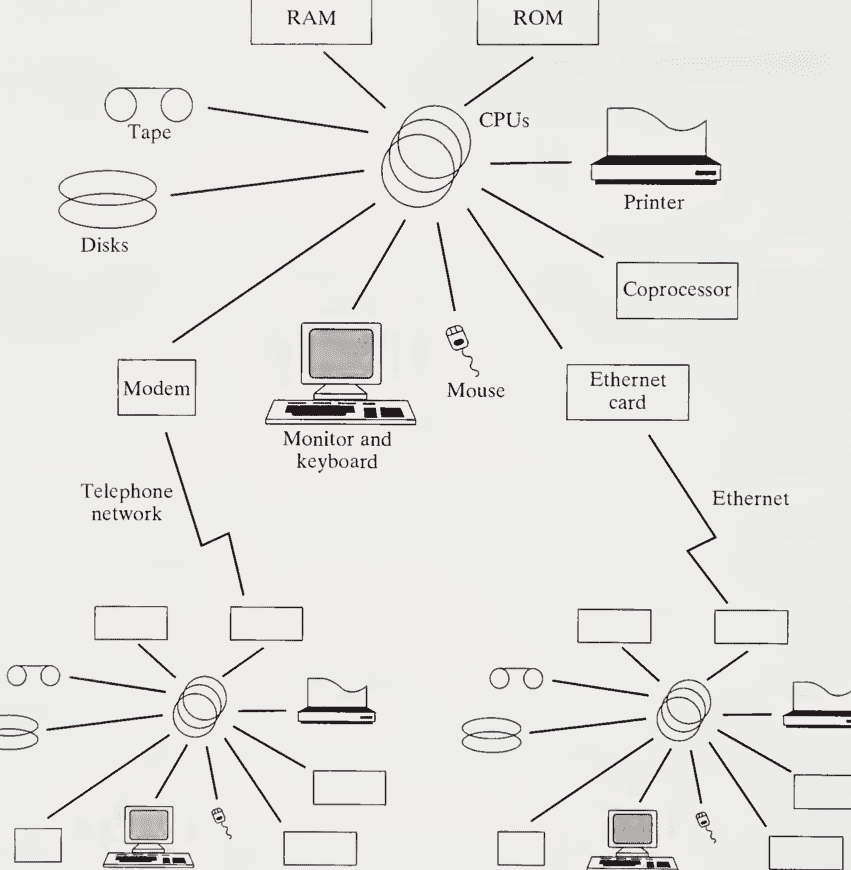 RAM
ROM
CPUs
Tape
Printer
Disks
Coprocessor
Modem
Mouse
Ethernet
card
Monitor and
keyboard
Telephone
network
Ethernet